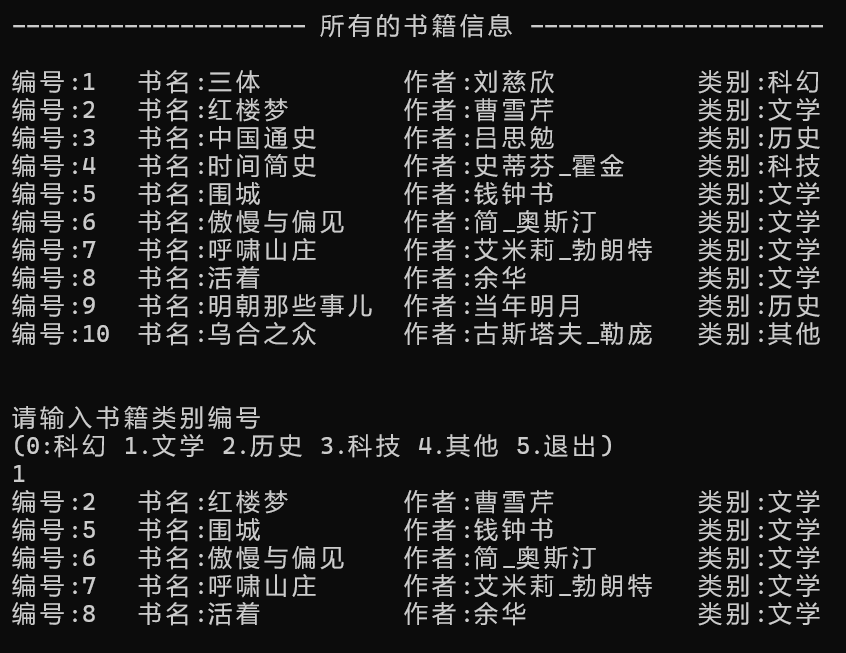 --------------------- 所有的书籍信息 ---------------------
编号:1   书名:三体          作者:刘慈欣          类别:科幻
编号:2   书名:红楼梦        作者:曹雪芹          类别:文学
编号:3   书名:中国通史      作者:吕思勉          类别:历史
编号:4   书名:时间简史      作者:史蒂芬_霍金     类别:科技
编号:5   书名:围城          作者:钱钟书          类别:文学
编号:6   书名:傲慢与偏见    作者:简_奥斯汀       类别:文学
编号:7   书名:呼啸山庄      作者:艾米莉_勃朗特   类别:文学
编号:8   书名:活着          作者:余华            类别:文学
编号:9   书名:明朝那些事儿  作者:当年明月        类别:历史
编号:10  书名:乌合之众      作者:古斯塔夫_勒庞   类别:其他
请输入书籍类别编号
(0:科幻 1.文学 2.历史 3.科技 4.其他 5.退出)
1
编号:2   书名:红楼梦        作者:曹雪芹          类别:文学
编号:5   书名:围城          作者:钱钟书          类别:文学
编号:6   书名:傲慢与偏见    作者:简_奥斯汀       类别:文学
编号:7   书名:呼啸山庄      作者:艾米莉_勃朗特   类别:文学
编号:8   书名:活着          作者:余华            类别:文学